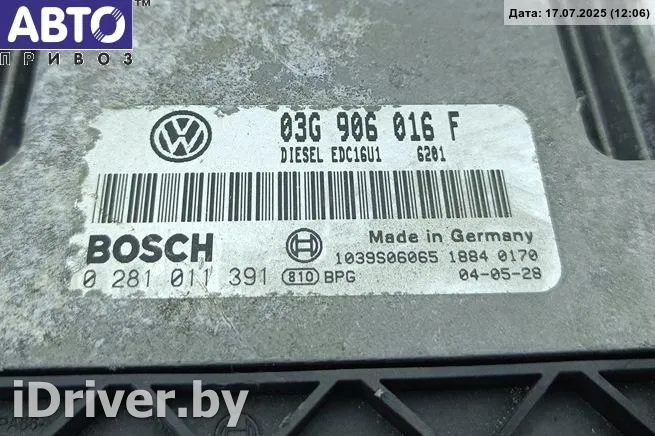 АВТО
ПРИВОЗ
Дата: 17.07.2025 (12:06)
03G 906 016 F
DIESEL EDC16U1 6201
BOSCH
Made in Germany
1039S06065 1884 0170
0 281 011 391 810 BPG 04-05-28
iDriver.by